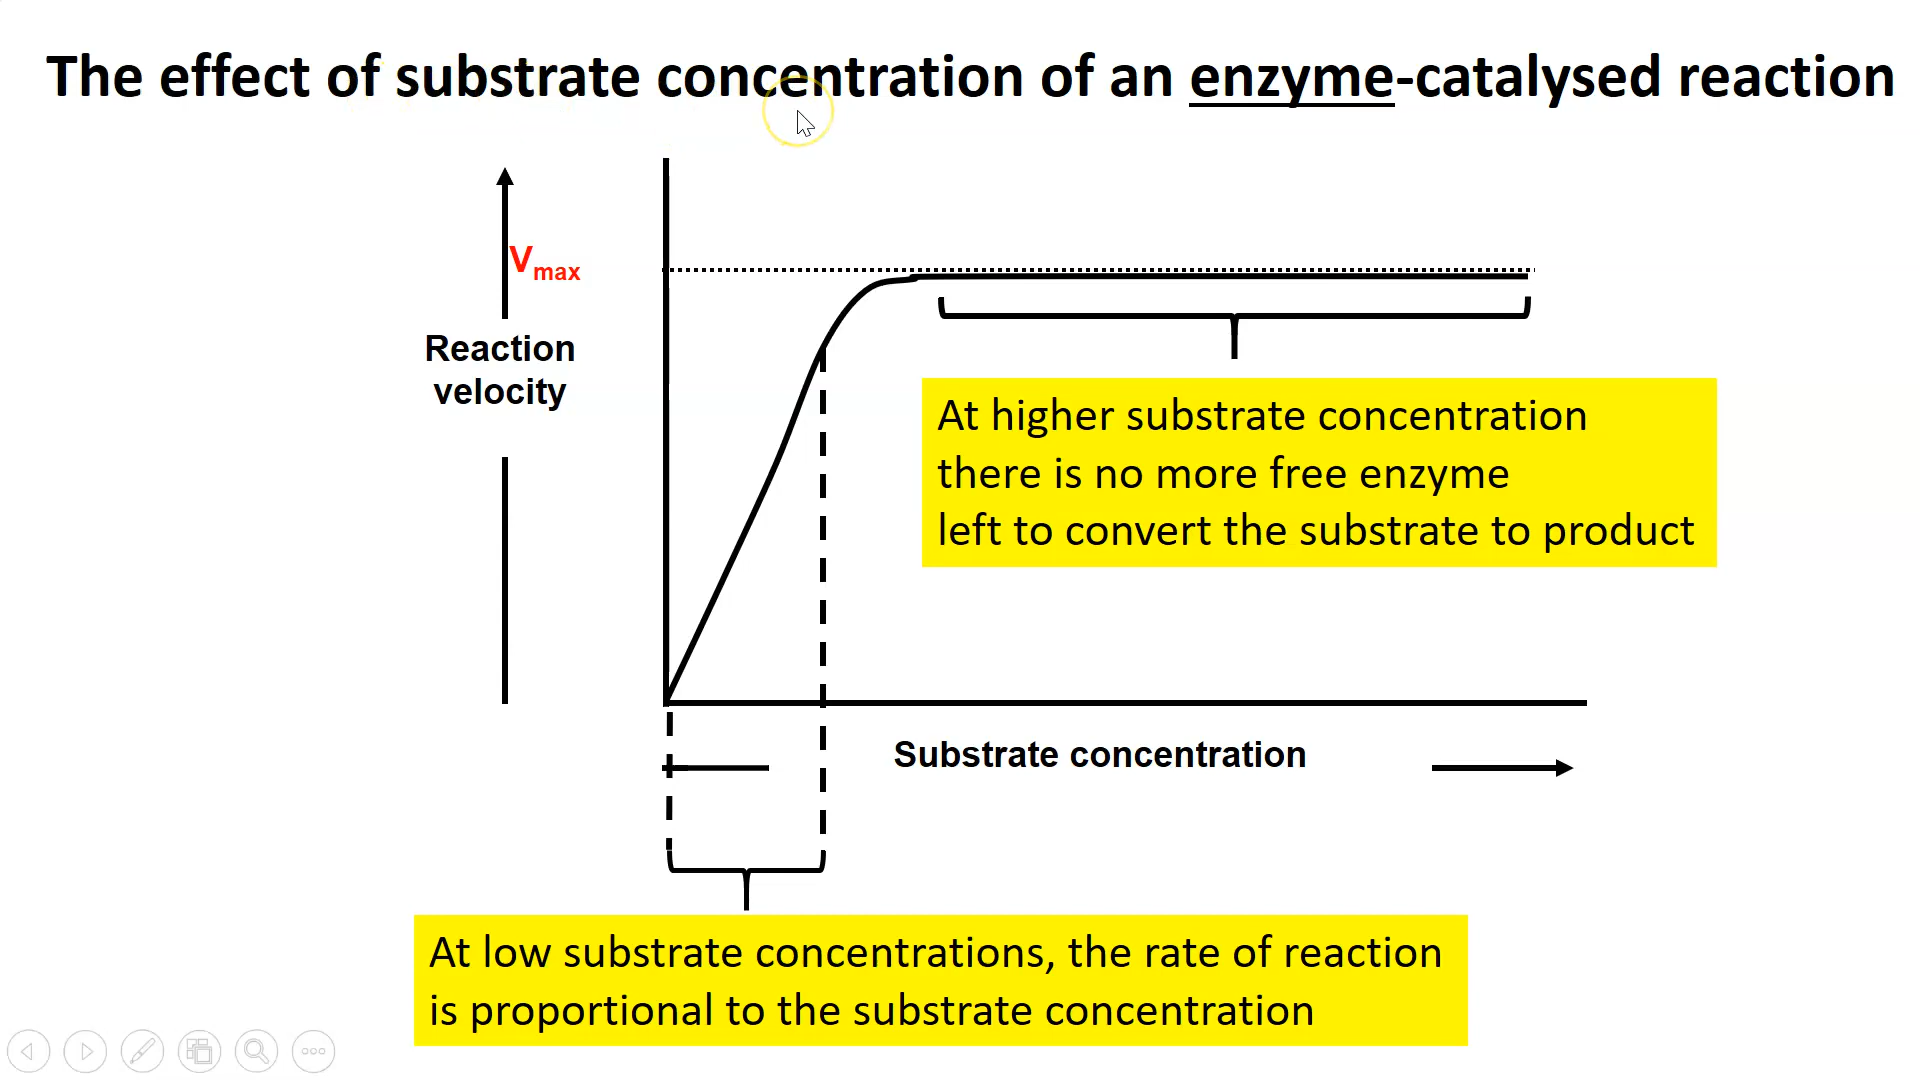 The effect of substrate concentration of an enzyme-catalysed reaction
Vmax
Reaction
velocity
At higher substrate concentration
there is no more free enzyme
left to convert the substrate to product
Substrate concentration
At low substrate concentrations, the rate of reaction
is proportional to the substrate concentration